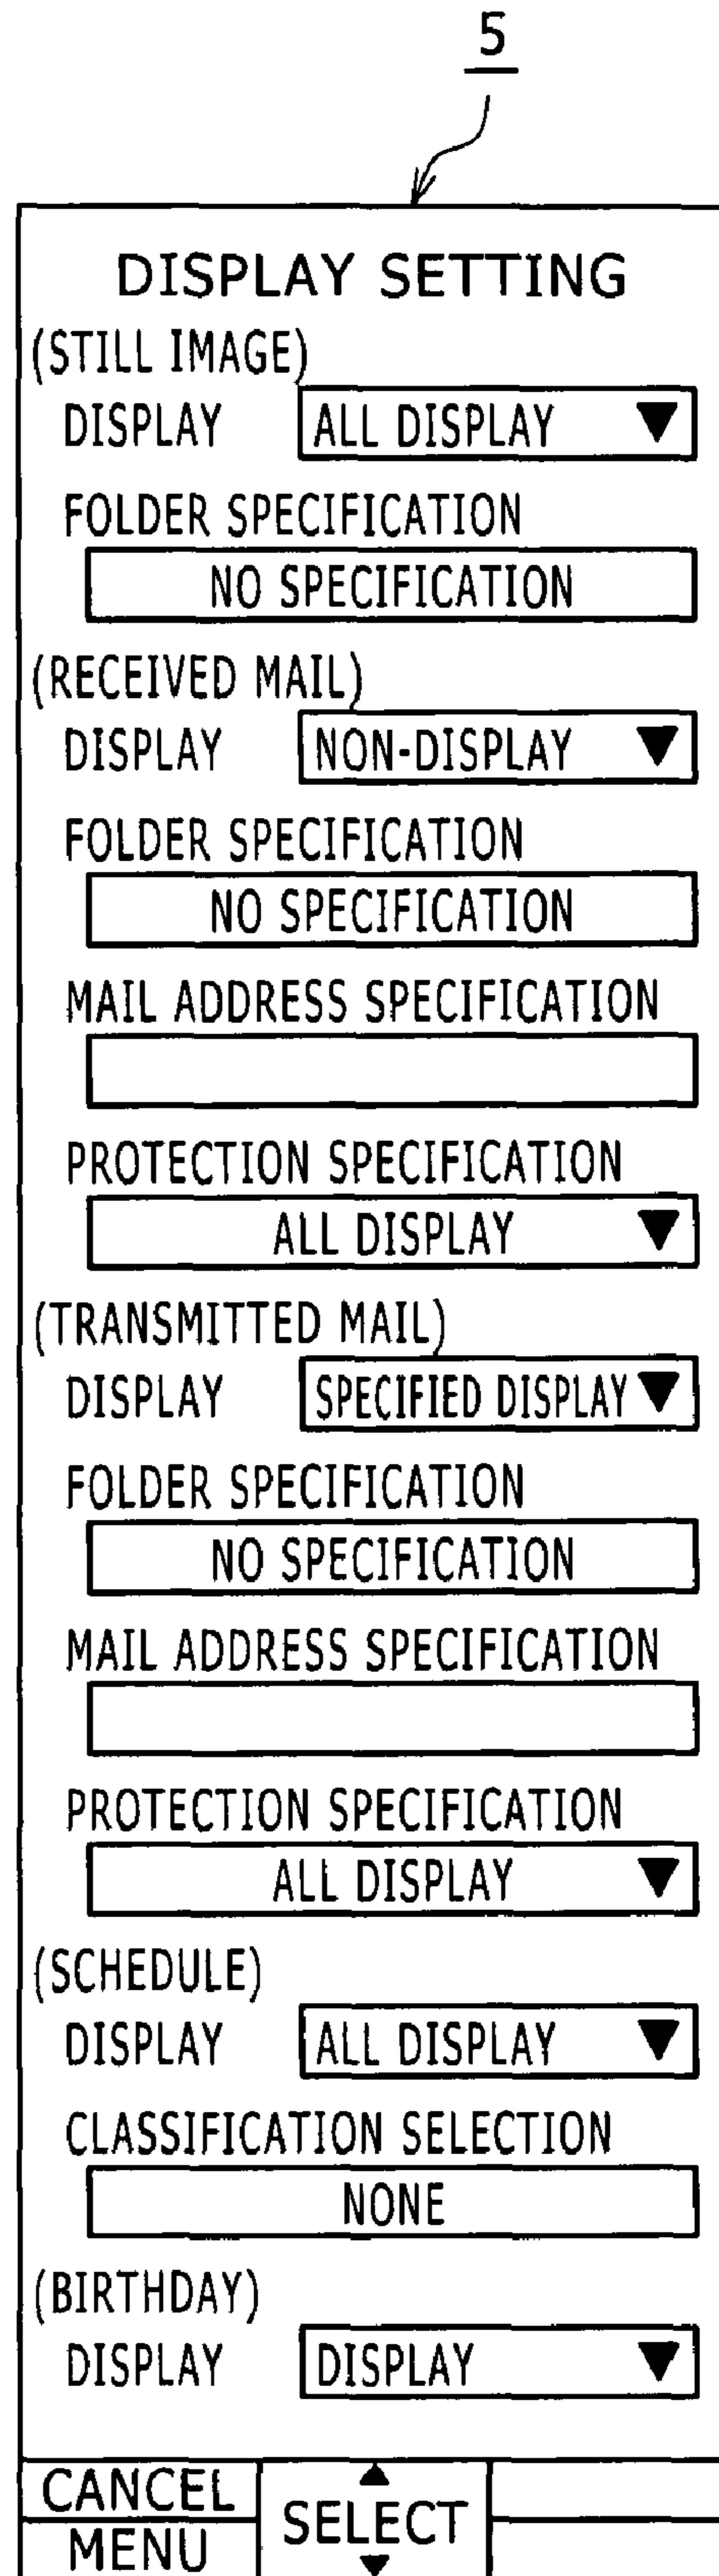 5
DISPLAY SETTING
(STILL IMAGE)
DISPLAY ALL DISPLAY ▼
FOLDER SPECIFICATION
NO SPECIFICATION
(RECEIVED MAIL)
DISPLAY NON-DISPLAY ▼
FOLDER SPECIFICATION
NO SPECIFICATION
MAIL ADDRESS SPECIFICATION
PROTECTION SPECIFICATION
ALL DISPLAY ▼
(TRANSMITTED MAIL)
DISPLAY SPECIFIED DISPLAY ▼
FOLDER SPECIFICATION
NO SPECIFICATION
MAIL ADDRESS SPECIFICATION
PROTECTION SPECIFICATION
ALL DISPLAY ▼
(SCHEDULE)
DISPLAY ALL DISPLAY ▼
CLASSIFICATION SELECTION
NONE
(BIRTHDAY)
DISPLAY DISPLAY ▼
CANCEL
SELECT
MENU